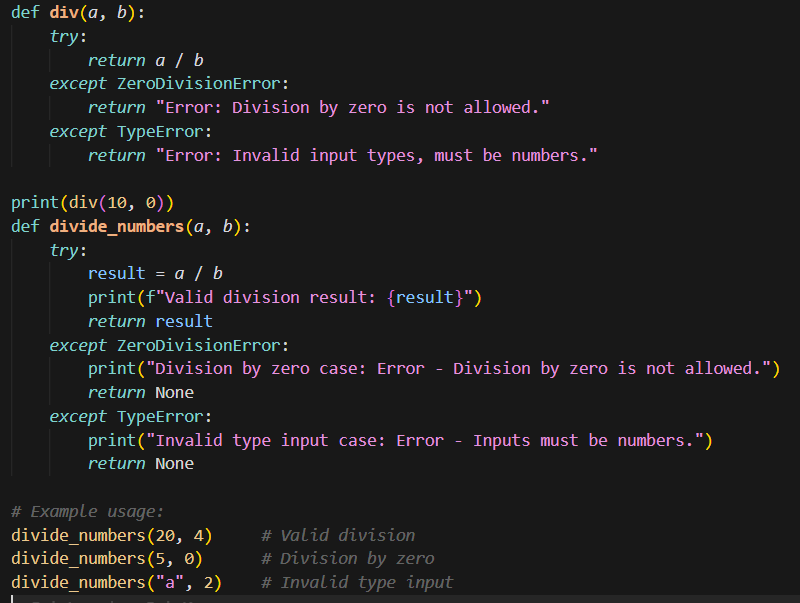 def div(a, b):
    try:
        return a / b
    except ZeroDivisionError:
        return "Error: Division by zero is not allowed."
    except TypeError:
        return "Error: Invalid input types, must be numbers."

print(div(10, 0))
def divide_numbers(a, b):
    try:
        result = a / b
        print(f"Valid division result: {result}")
        return result
    except ZeroDivisionError:
        print("Division by zero case: Error - Division by zero is not allowed.")
        return None
    except TypeError:
        print("Invalid type input case: Error - Inputs must be numbers.")
        return None

# Example usage:
divide_numbers(20, 4)     # Valid division
divide_numbers(5, 0)      # Division by zero
divide_numbers("a", 2)    # Invalid type input